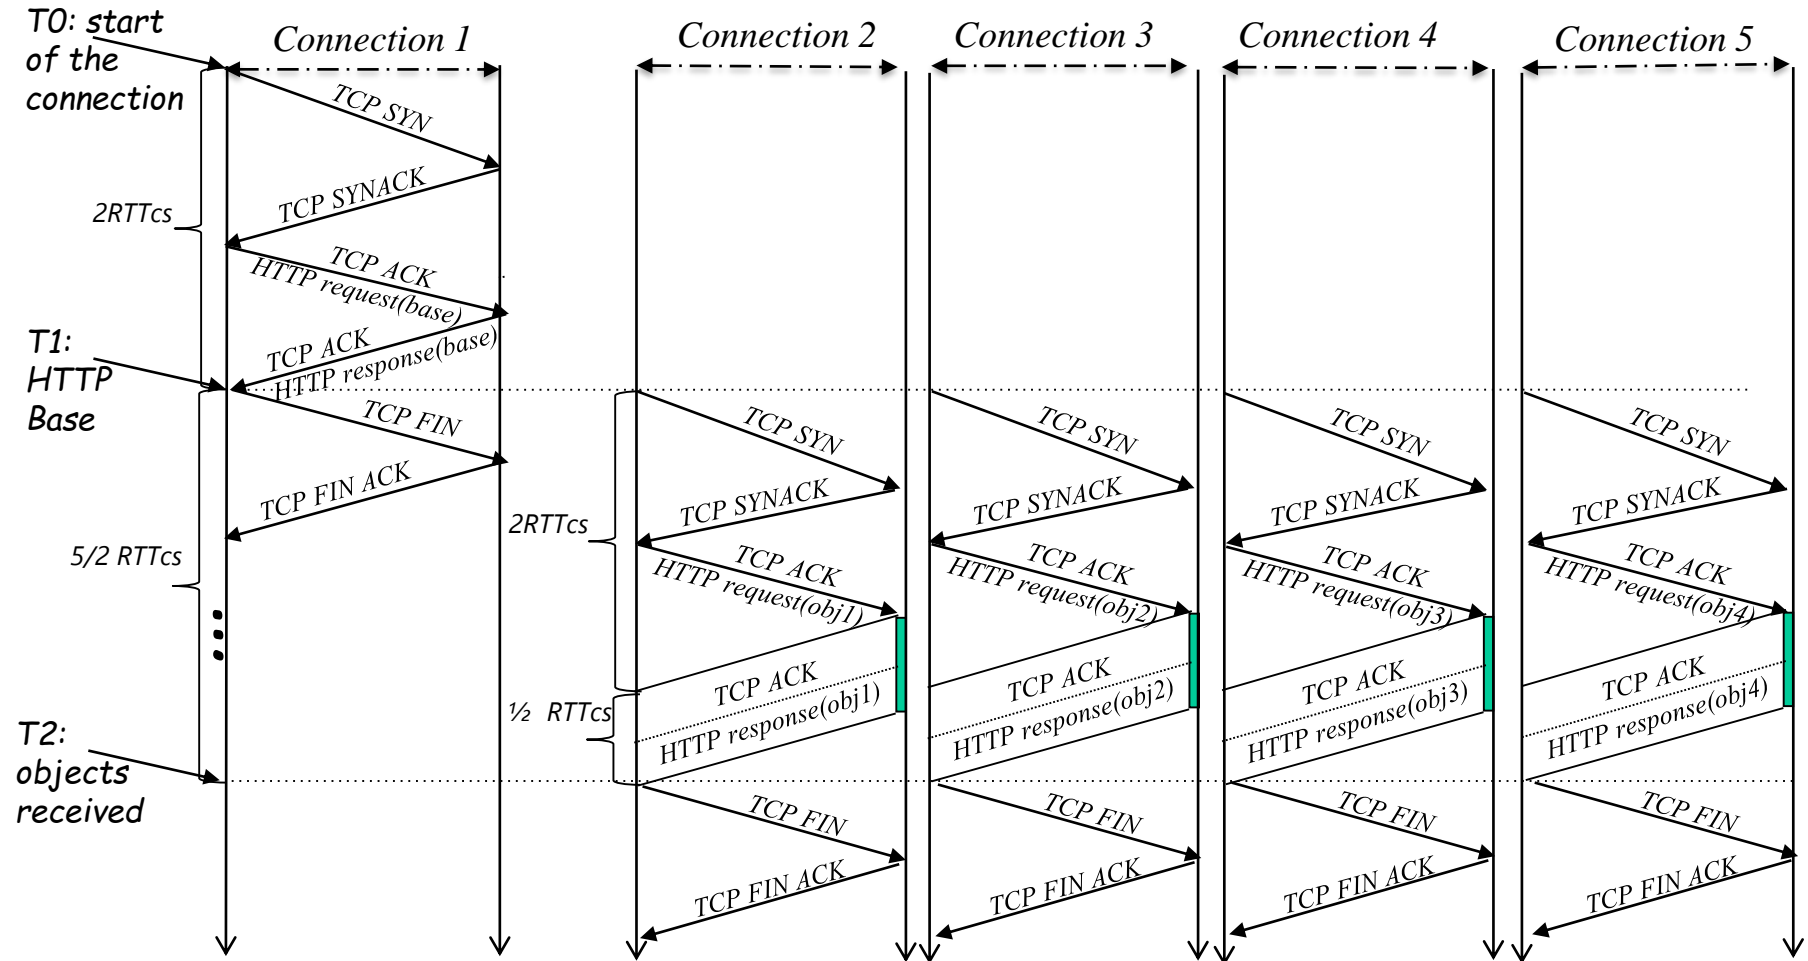 T0: start
of the
connection
Connection 1
Connection 2
Connection 3
Connection 4
Connection 5
TCP SYN
TCP SYNACK
2RTTcs
TCP ACK
HTTP request(base)
TCP ACK
HTTP response(base)
T1:
HTTP
Base
TCP FIN
TCP FIN ACK
5/2 RTTcs
T2:
objects
received
2RTTcs
½ RTTcs
TCP SYN
TCP SYNACK
TCP ACK
HTTP request(obj1)
TCP ACK
HTTP response(obj1)
TCP FIN
TCP FIN ACK
TCP SYN
TCP SYNACK
TCP ACK
HTTP request(obj2)
TCP ACK
HTTP response(obj2)
TCP FIN
TCP FIN ACK
TCP SYN
TCP SYNACK
TCP ACK
HTTP request(obj3)
TCP ACK
HTTP response(obj3)
TCP FIN
TCP FIN ACK
TCP SYN
TCP SYNACK
TCP ACK
HTTP request(obj4)
TCP ACK
HTTP response(obj4)
TCP FIN
TCP FIN ACK